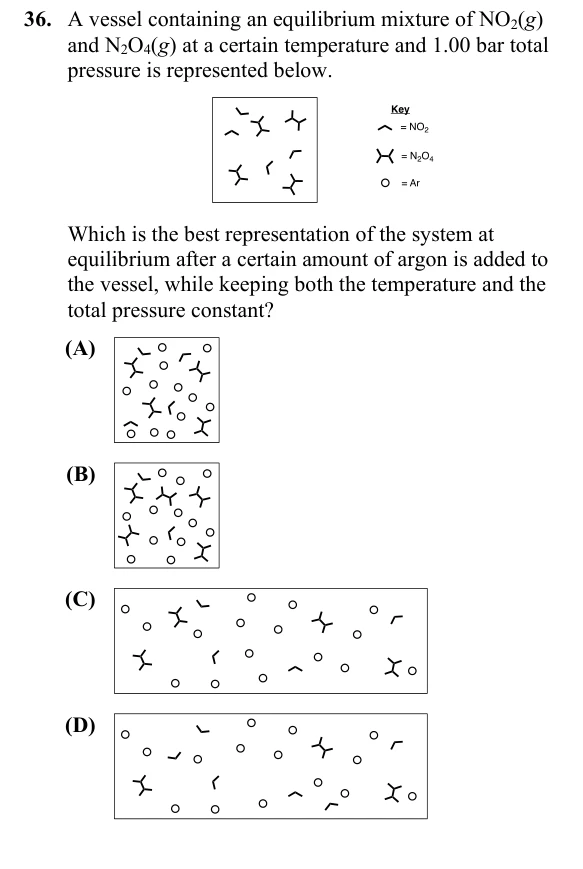 36. A vessel containing an equilibrium mixture of NO₂(g)
and N₂O₄(g) at a certain temperature and 1.00 bar total
pressure is represented below.
Key
= NO₂
= N₂O₄
= Ar
Which is the best representation of the system at
equilibrium after a certain amount of argon is added to
the vessel, while keeping both the temperature and the
total pressure constant?
(A)
(B)
(C)
(D)